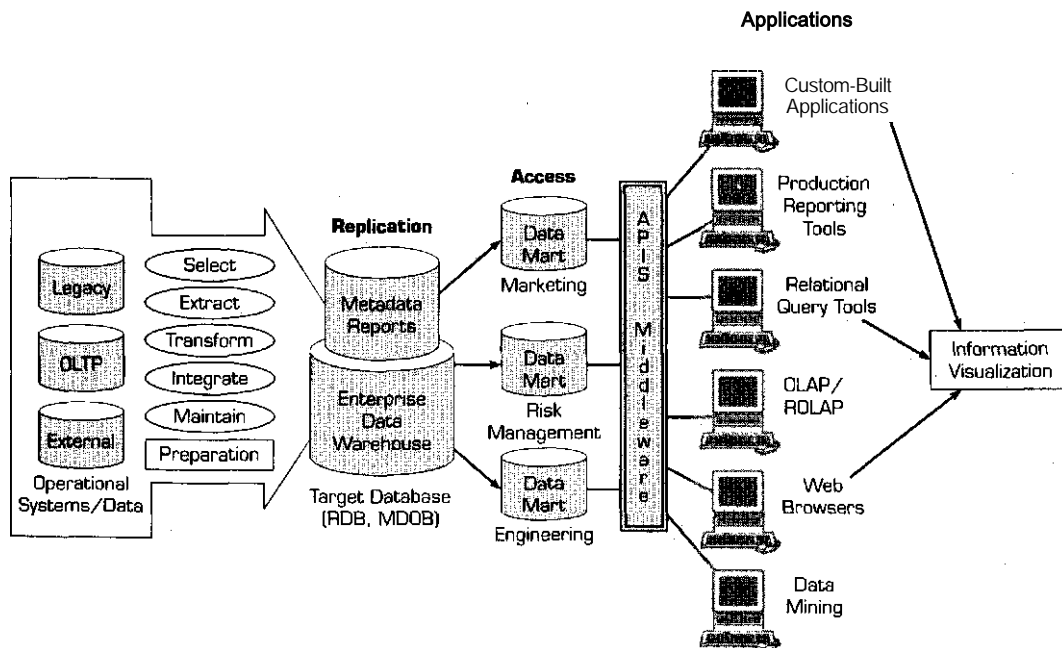 Applications
Custom-Built
Applications
Production
Reporting
Tools
Relational
Query Tools
OLAP/
ROLAP
Web
Browsers
Data
Mining
Information
Visualization
Access
Data
Mart
Marketing
Data
Mart
Risk
Management
Data
Mart
Engineering
APIS Middleware
Replication
Metadata
Reports
Enterprise
Data
Warehouse
Target Database
(RDB, MDOB)
Select
Extract
Transform
Integrate
Maintain
Preparation
Legacy
OLTP
External
Operational
Systems/Data